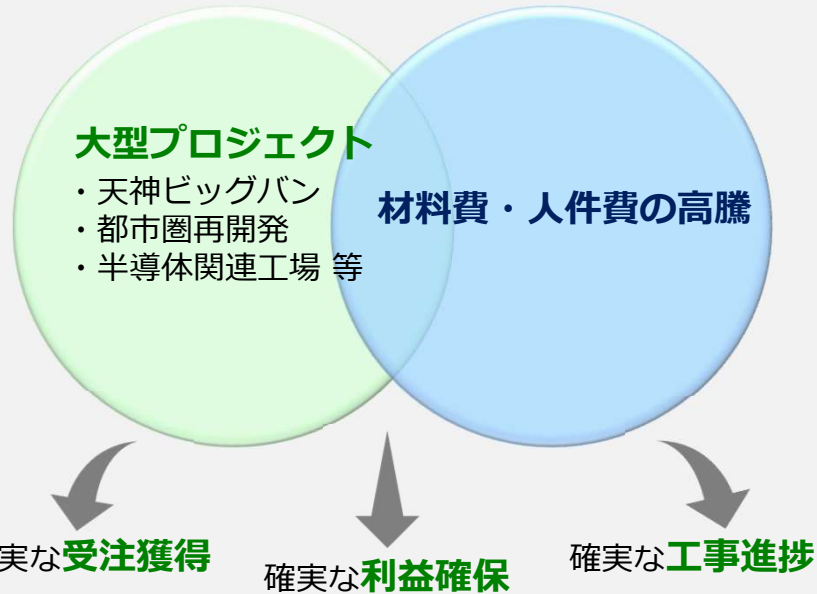 大型プロジェクト
・天神ビッグバン
・都市圏再開発
・半導体関連工場 等
材料費・人件費の高騰
実な受注獲得
確実な利益確保
確実な工事進捗